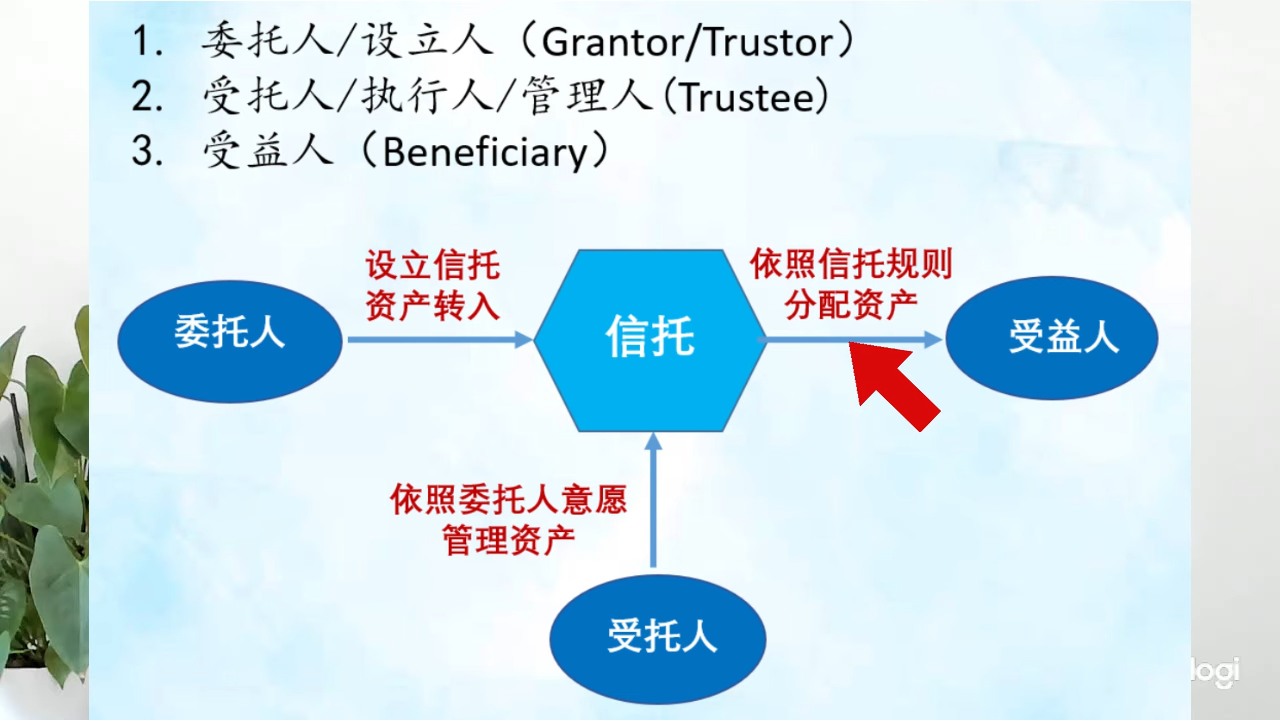 1. 委托人/设立人（Grantor/Trustor）
2. 受托人/执行人/管理人(Trustee)
3. 受益人（Beneficiary）
设立信托
资产转入
依照信托规则
分配资产
委托人
信托
受益人
依照委托人意愿
管理资产
受托人
logi